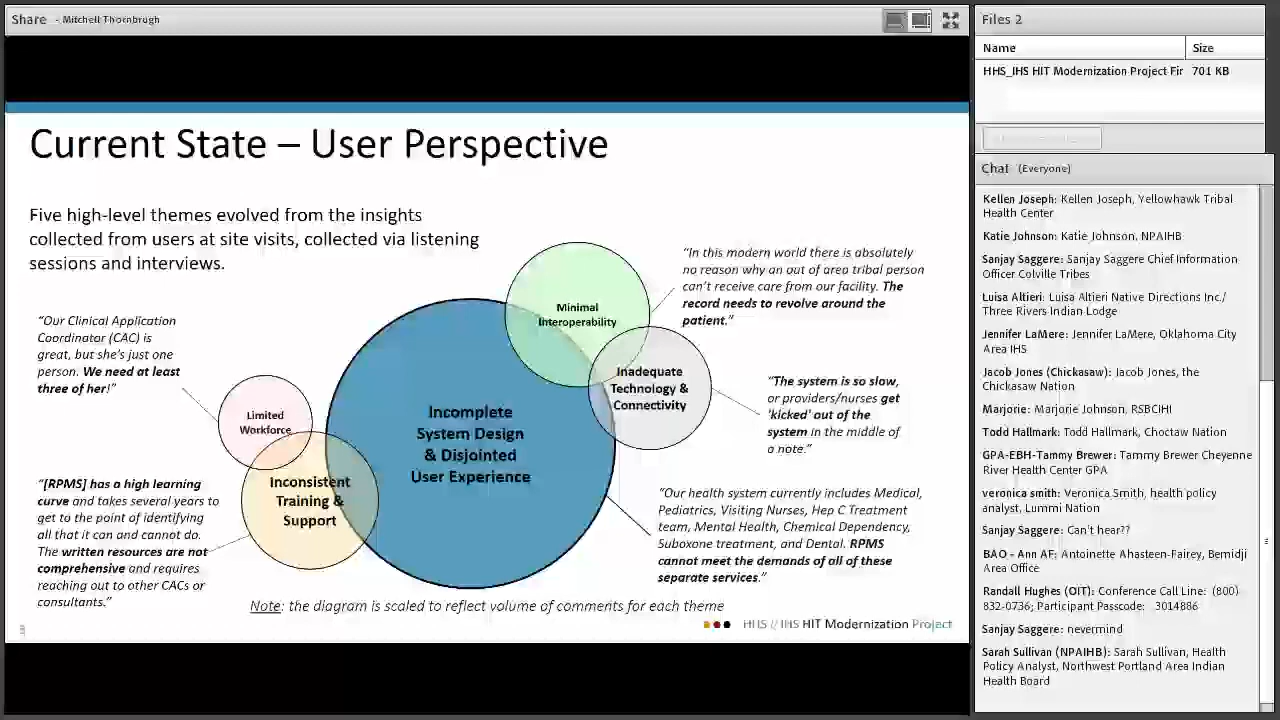 Share - Mitchell Thornbrugh
Current State – User Perspective
Five high-level themes evolved from the insights
collected from users at site visits, collected via listening
sessions and interviews.
“Our Clinical Application
Coordinator (CAC) is
great, but she’s just one
person. We need at least
three of her!”
“[RPMS] has a high learning
curve and takes several years to
get to the point of identifying
all that it can and cannot do.
The written resources are not
comprehensive and requires
reaching out to other CACs or
consultants.”
Limited
Workforce
Inconsistent
Training &
Support
Incomplete
System Design
& Disjointed
User Experience
Minimal
Interoperability
Inadequate
Technology &
Connectivity
“In this modern world there is absolutely
no reason why an out of area tribal person
can’t receive care from our facility. The
record needs to revolve around the
patient.”
“The system is so slow,
or providers/nurses get
'kicked' out of the
system in the middle of
a note.”
“Our health system currently includes Medical,
Pediatrics, Visiting Nurses, Hep C Treatment
team, Mental Health, Chemical Dependency,
Suboxone treatment, and Dental. RPMS
cannot meet the demands of all of these
separate services.”
Note: the diagram is scaled to reflect volume of comments for each theme
HHS // IHS HIT Modernization Project
Files 2
Name Size
HHS_IHS HIT Modernization Project Fir 701 KB
Chat (Everyone)
Kellen Joseph: Kellen Joseph, Yellowhawk Tribal
Health Center
Katie Johnson: Katie Johnson, NPAIHB
Sanjay Saggere: Sanjay Saggere Chief Information
Officer Colville Tribes
Luisa Altieri: Luisa Altieri Native Directions Inc./
Three Rivers Indian Lodge
Jennifer LaMere: Jennifer LaMere, Oklahoma City
Area IHS
Jacob Jones (Chickasaw): Jacob Jones, the
Chickasaw Nation
Marjorie: Marjorie Johnson, RSBCIHI
Todd Hallmark: Todd Hallmark, Choctaw Nation
GPA-EBH-Tammy Brewer: Tammy Brewer Cheyenne
River Health Center GPA
veronica smith: Veronica Smith, health policy
analyst, Lummi Nation
Sanjay Saggere: Can't hear??
BAO - Ann AF: Antoinette Ahasteen-Fairey, Bemidji
Area Office
Randall Hughes (OIT): Conference Call Line: (800)
832-0736; Participant Passcode: 3014886
Sanjay Saggere: nevermind
Sarah Sullivan (NPAIHB): Sarah Sullivan, Health
Policy Analyst, Northwest Portland Area Indian
Health Board